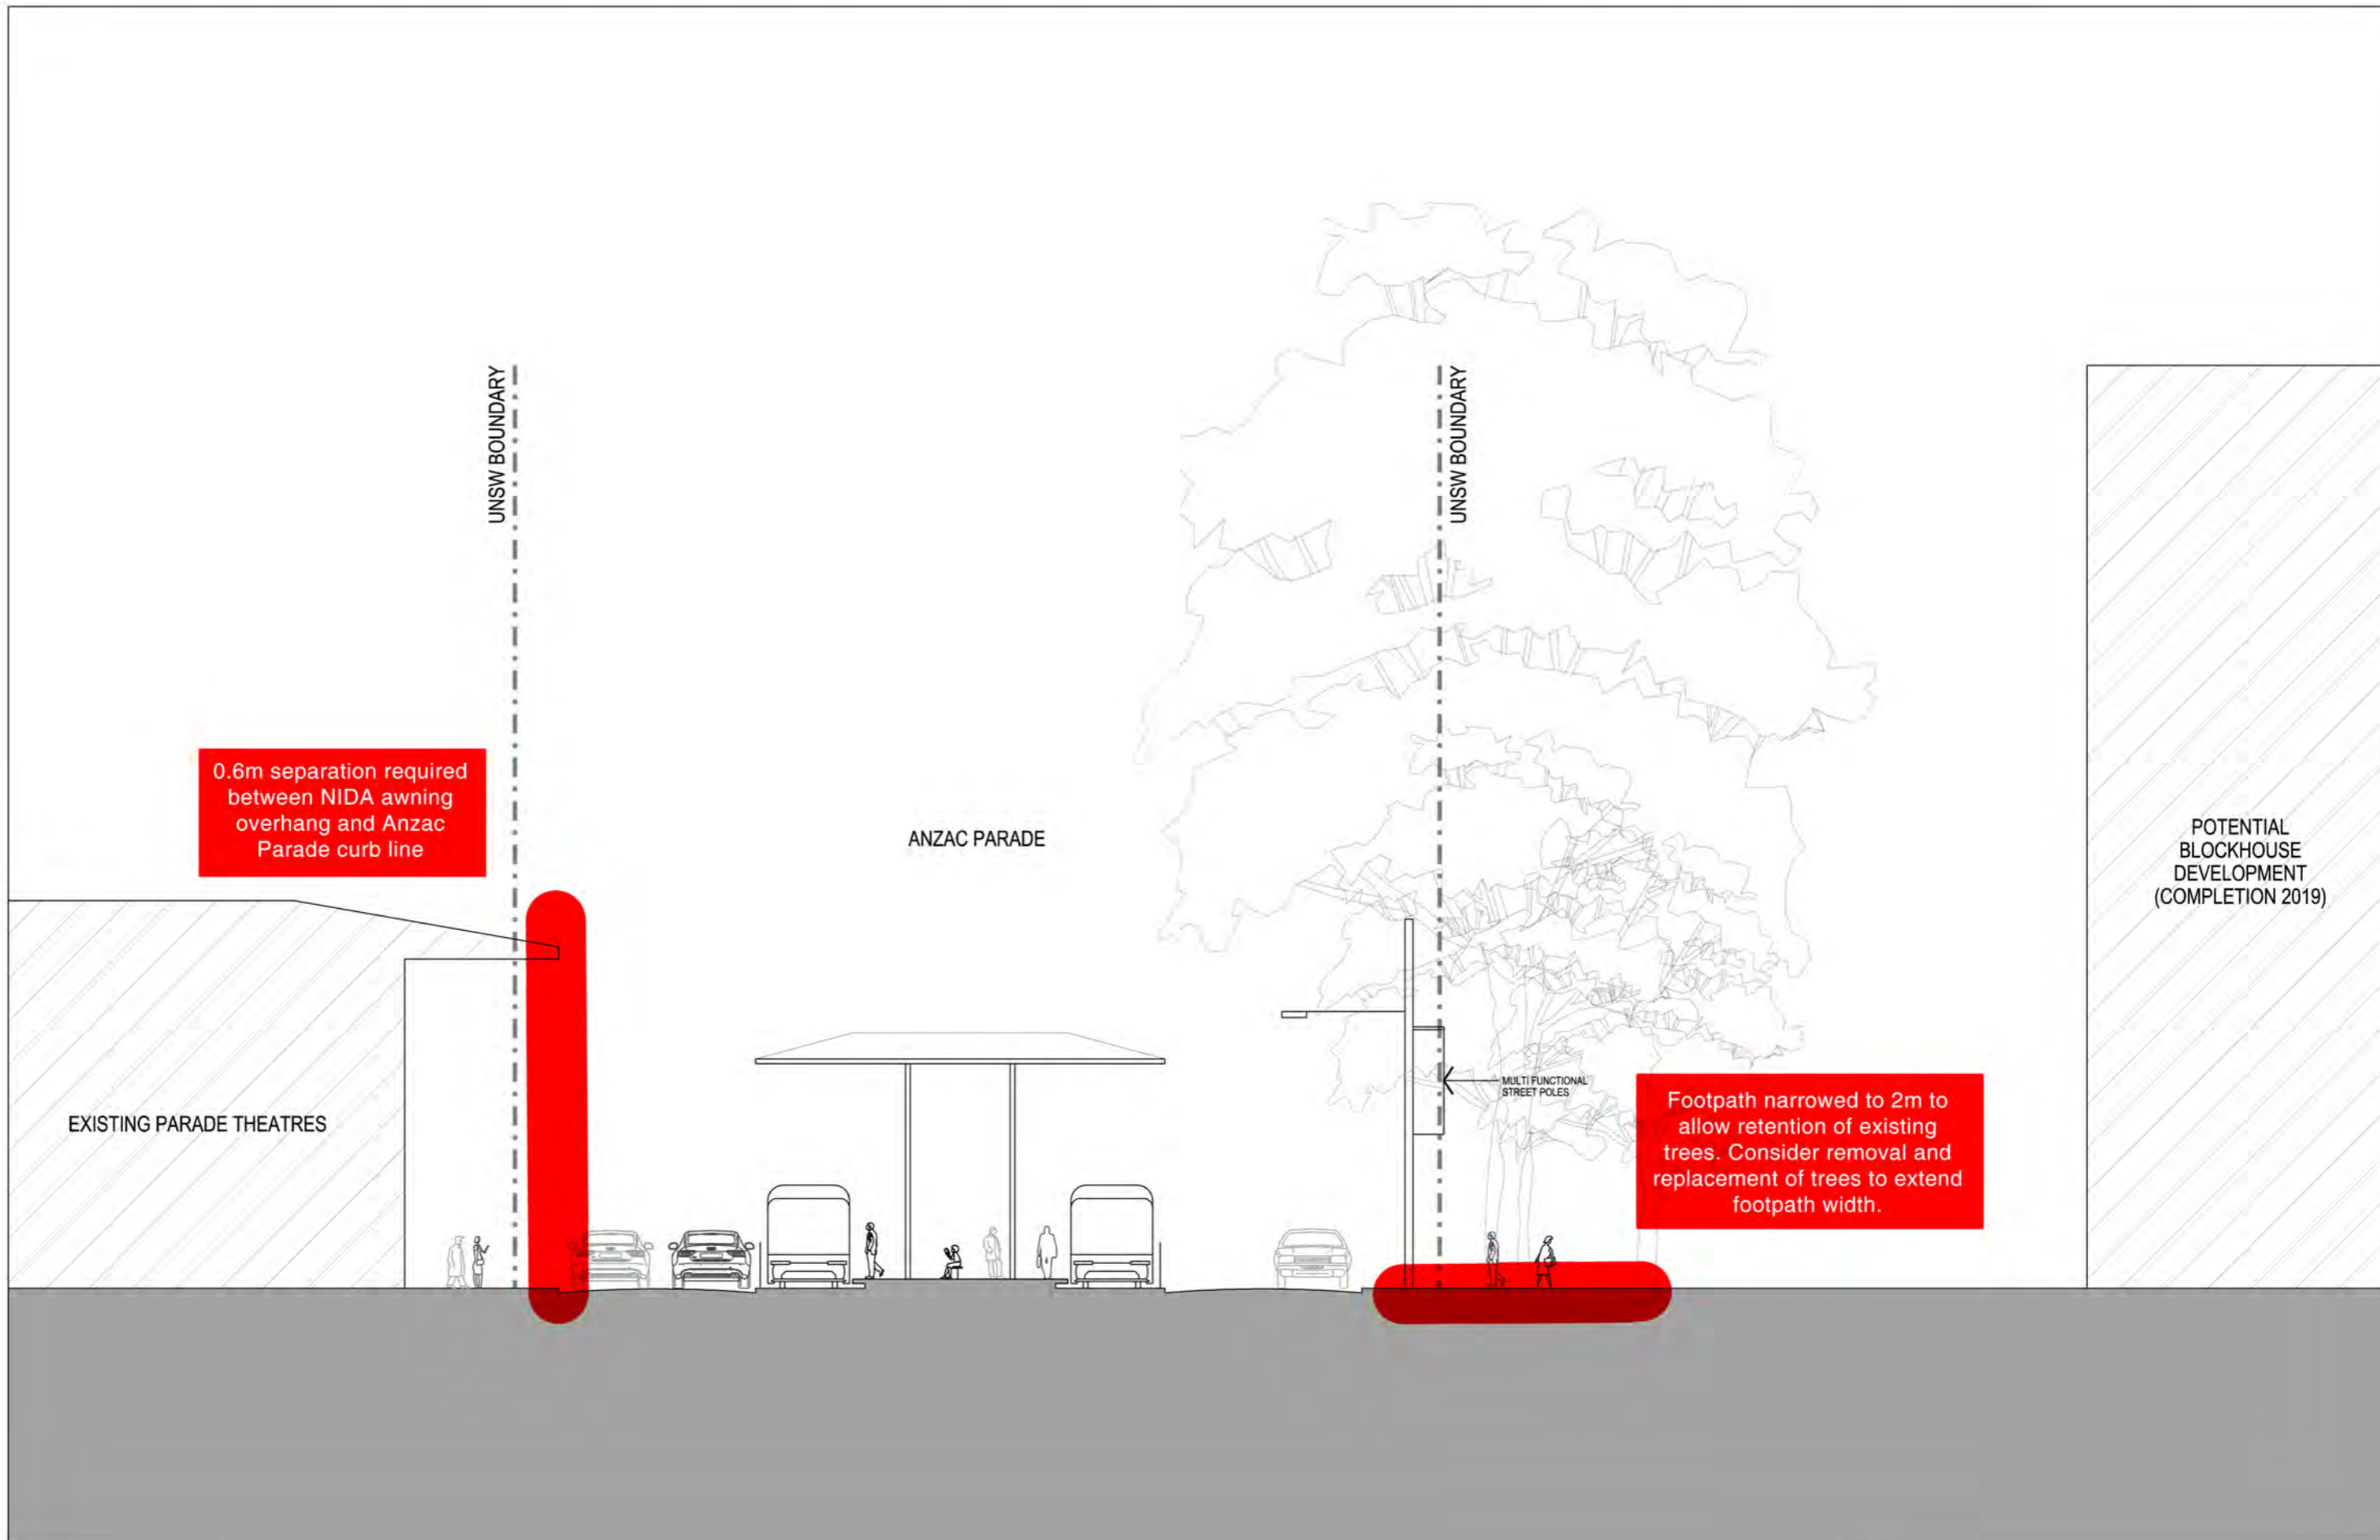 UNSW BOUNDARY
UNSW BOUNDARY
0.6m separation required
between NIDA awning
overhang and Anzac
Parade curb line
ANZAC PARADE
POTENTIAL
BLOCKHOUSE
DEVELOPMENT
(COMPLETION 2019)
EXISTING PARADE THEATRES
MULTI FUNCTIONAL
STREET POLES
Footpath narrowed to 2m to
allow retention of existing
trees. Consider removal and
replacement of trees to extend
footpath width.